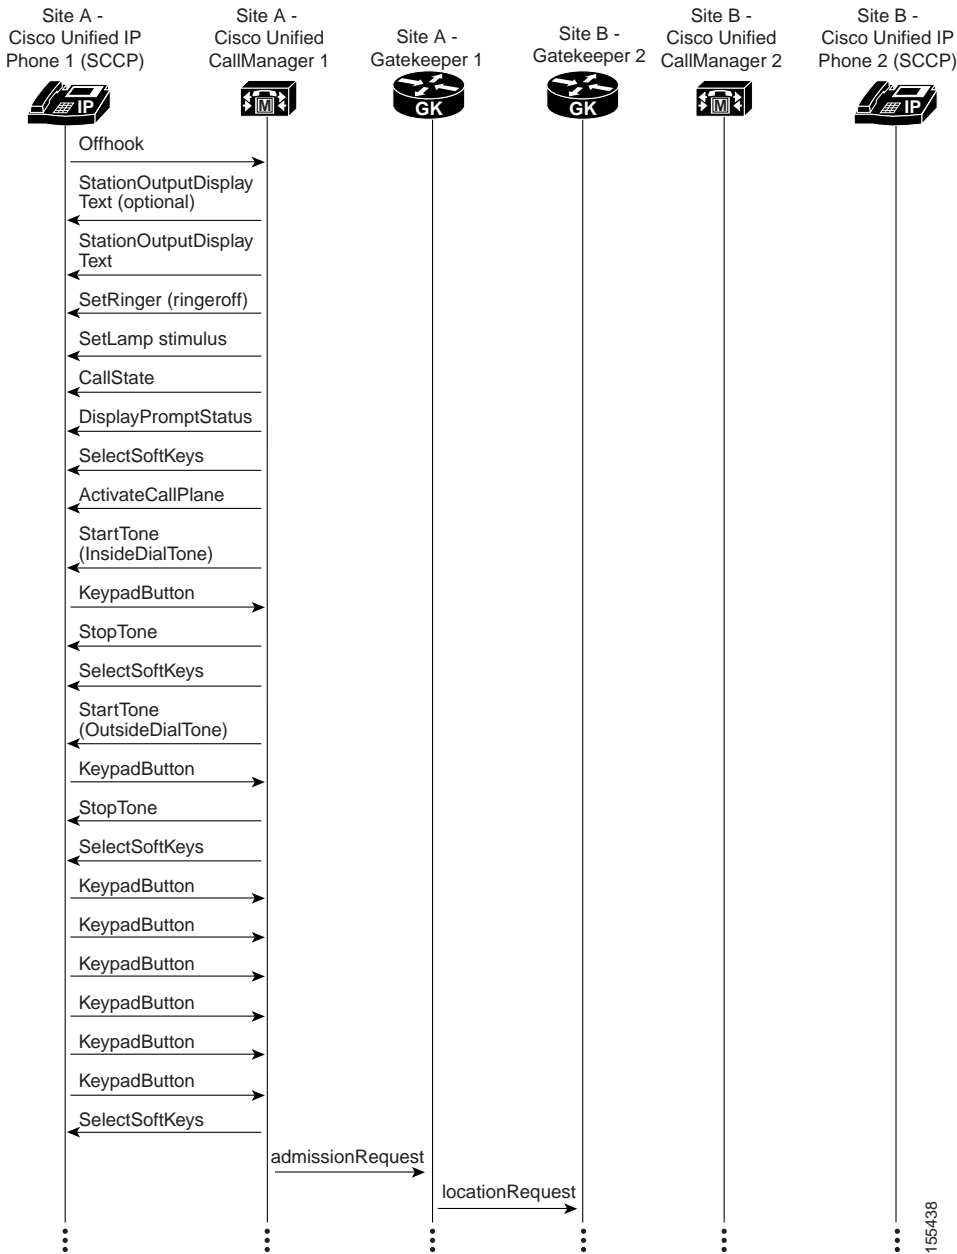 Site A -
Cisco Unified IP
Phone 1 (SCCP)
Site A -
Cisco Unified
CallManager 1
Site A -
Gatekeeper 1
Site B -
Gatekeeper 2
Site B -
Cisco Unified
CallManager 2
Site B -
Cisco Unified IP
Phone 2 (SCCP)
IP
M
GK
GK
M
IP
Offhook
StationOutputDisplay
Text (optional)
StationOutputDisplay
Text
SetRinger (ringeroff)
SetLamp stimulus
CallState
DisplayPromptStatus
SelectSoftKeys
ActivateCallPlane
StartTone
(InsideDialTone)
KeypadButton
StopTone
SelectSoftKeys
StartTone
(OutsideDialTone)
KeypadButton
StopTone
SelectSoftKeys
KeypadButton
KeypadButton
KeypadButton
KeypadButton
KeypadButton
KeypadButton
SelectSoftKeys
admissionRequest
locationRequest
155438